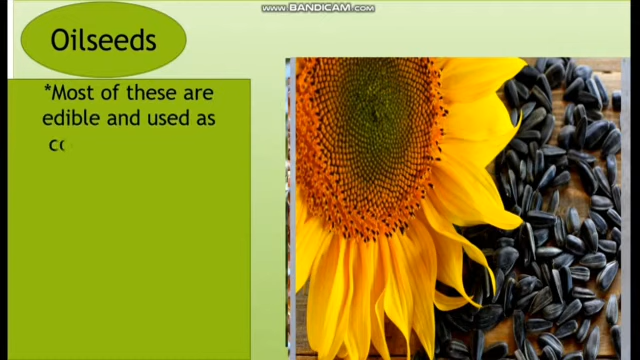 www.BANDICAM.com
Oilseeds
*Most of these are
edible and used as